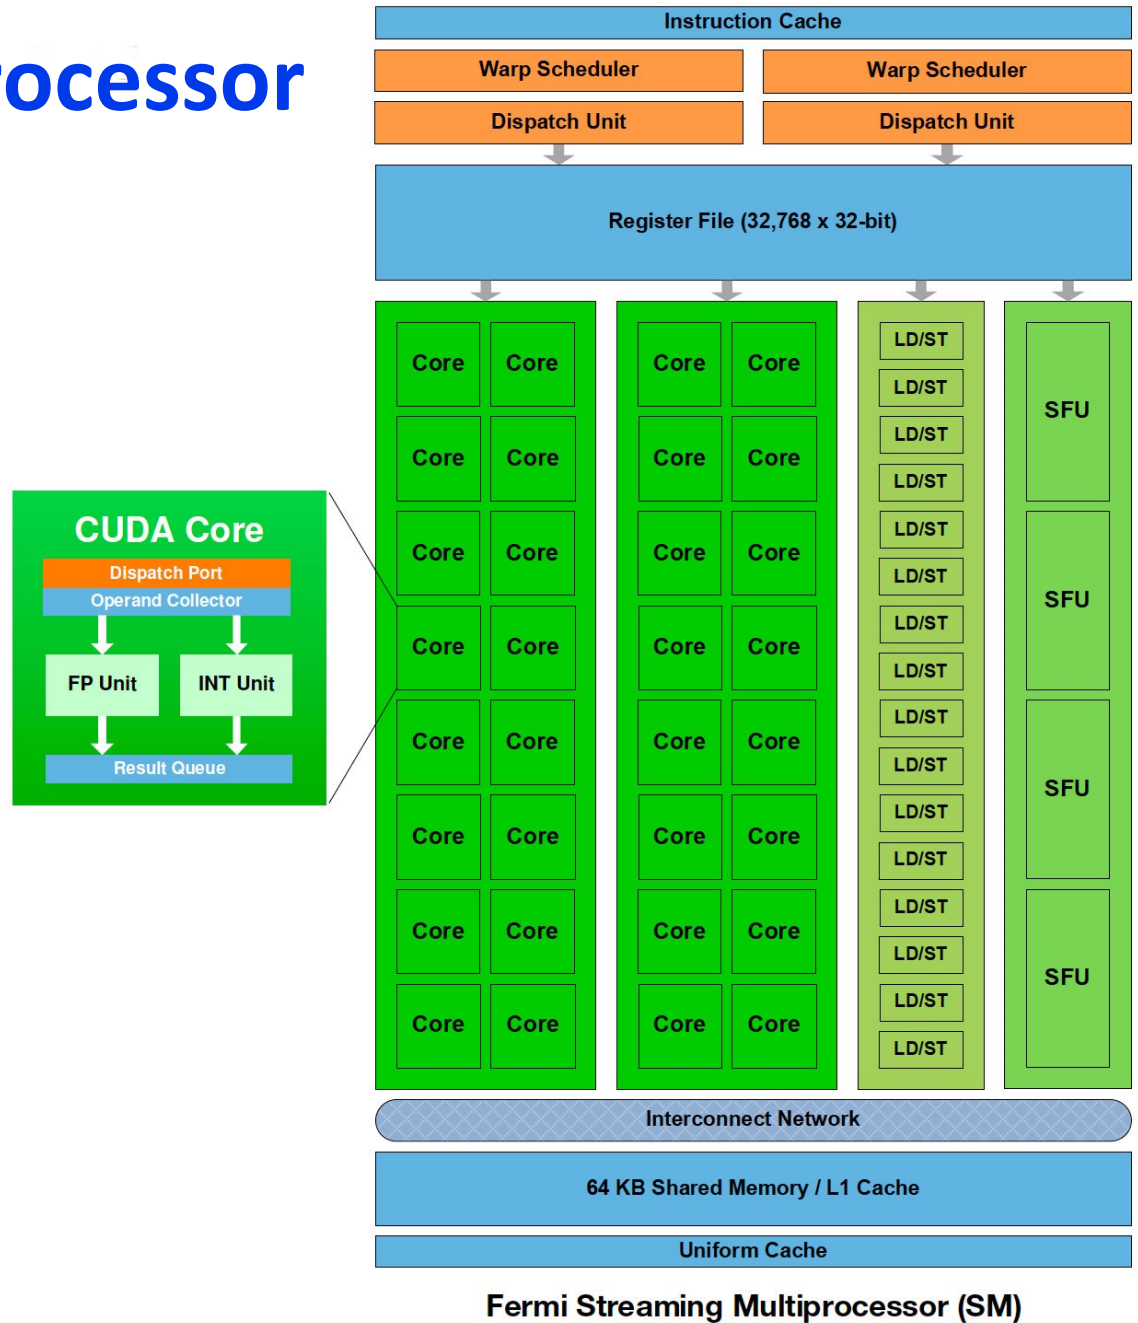 rocessor
Instruction Cache
Warp Scheduler Warp Scheduler
Dispatch Unit Dispatch Unit
Register File (32,768 x 32-bit)
Core Core Core Core LD/ST
LD/ST
SFU
Core Core Core Core LD/ST
LD/ST
Core Core Core Core LD/ST
LD/ST
SFU
Core Core Core Core LD/ST
LD/ST
Core Core Core Core LD/ST
LD/ST
SFU
Core Core Core Core LD/ST
LD/ST
Core Core Core Core LD/ST
LD/ST
SFU
Core Core Core Core LD/ST
LD/ST
CUDA Core
Dispatch Port
Operand Collector
FP Unit INT Unit
Result Queue
Interconnect Network
64 KB Shared Memory / L1 Cache
Uniform Cache
Fermi Streaming Multiprocessor (SM)